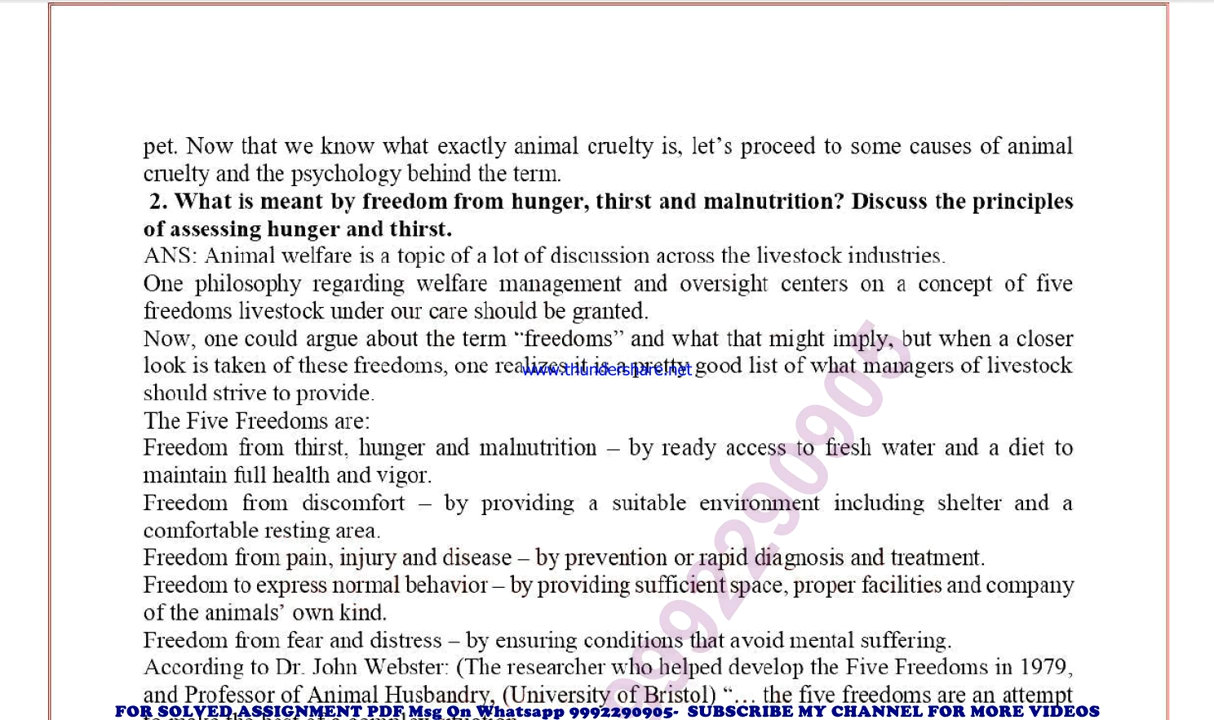 pet. Now that we know what exactly animal cruelty is, let’s proceed to some causes of animal
cruelty and the psychology behind the term.
2. What is meant by freedom from hunger, thirst and malnutrition? Discuss the principles
of assessing hunger and thirst.
ANS: Animal welfare is a topic of a lot of discussion across the livestock industries.
One philosophy regarding welfare management and oversight centers on a concept of five
freedoms livestock under our care should be granted.
Now, one could argue about the term “freedoms” and what that might imply, but when a closer
look is taken of these freedoms, one realizes it is a pretty good list of what managers of livestock
www.thundershare.net
should strive to provide.
The Five Freedoms are:
Freedom from thirst, hunger and malnutrition – by ready access to fresh water and a diet to
maintain full health and vigor.
Freedom from discomfort – by providing a suitable environment including shelter and a
comfortable resting area.
Freedom from pain, injury and disease – by prevention or rapid diagnosis and treatment.
Freedom to express normal behavior – by providing sufficient space, proper facilities and company
of the animals’ own kind.
Freedom from fear and distress – by ensuring conditions that avoid mental suffering.
According to Dr. John Webster: (The researcher who helped develop the Five Freedoms in 1979,
and Professor of Animal Husbandry, (University of Bristol) “… the five freedoms are an attempt
9992290905
FOR SOLVED ASSIGNMENT PDF Msg On Whatsapp 9992290905- SUBSCRIBE MY CHANNEL FOR MORE VIDEOS